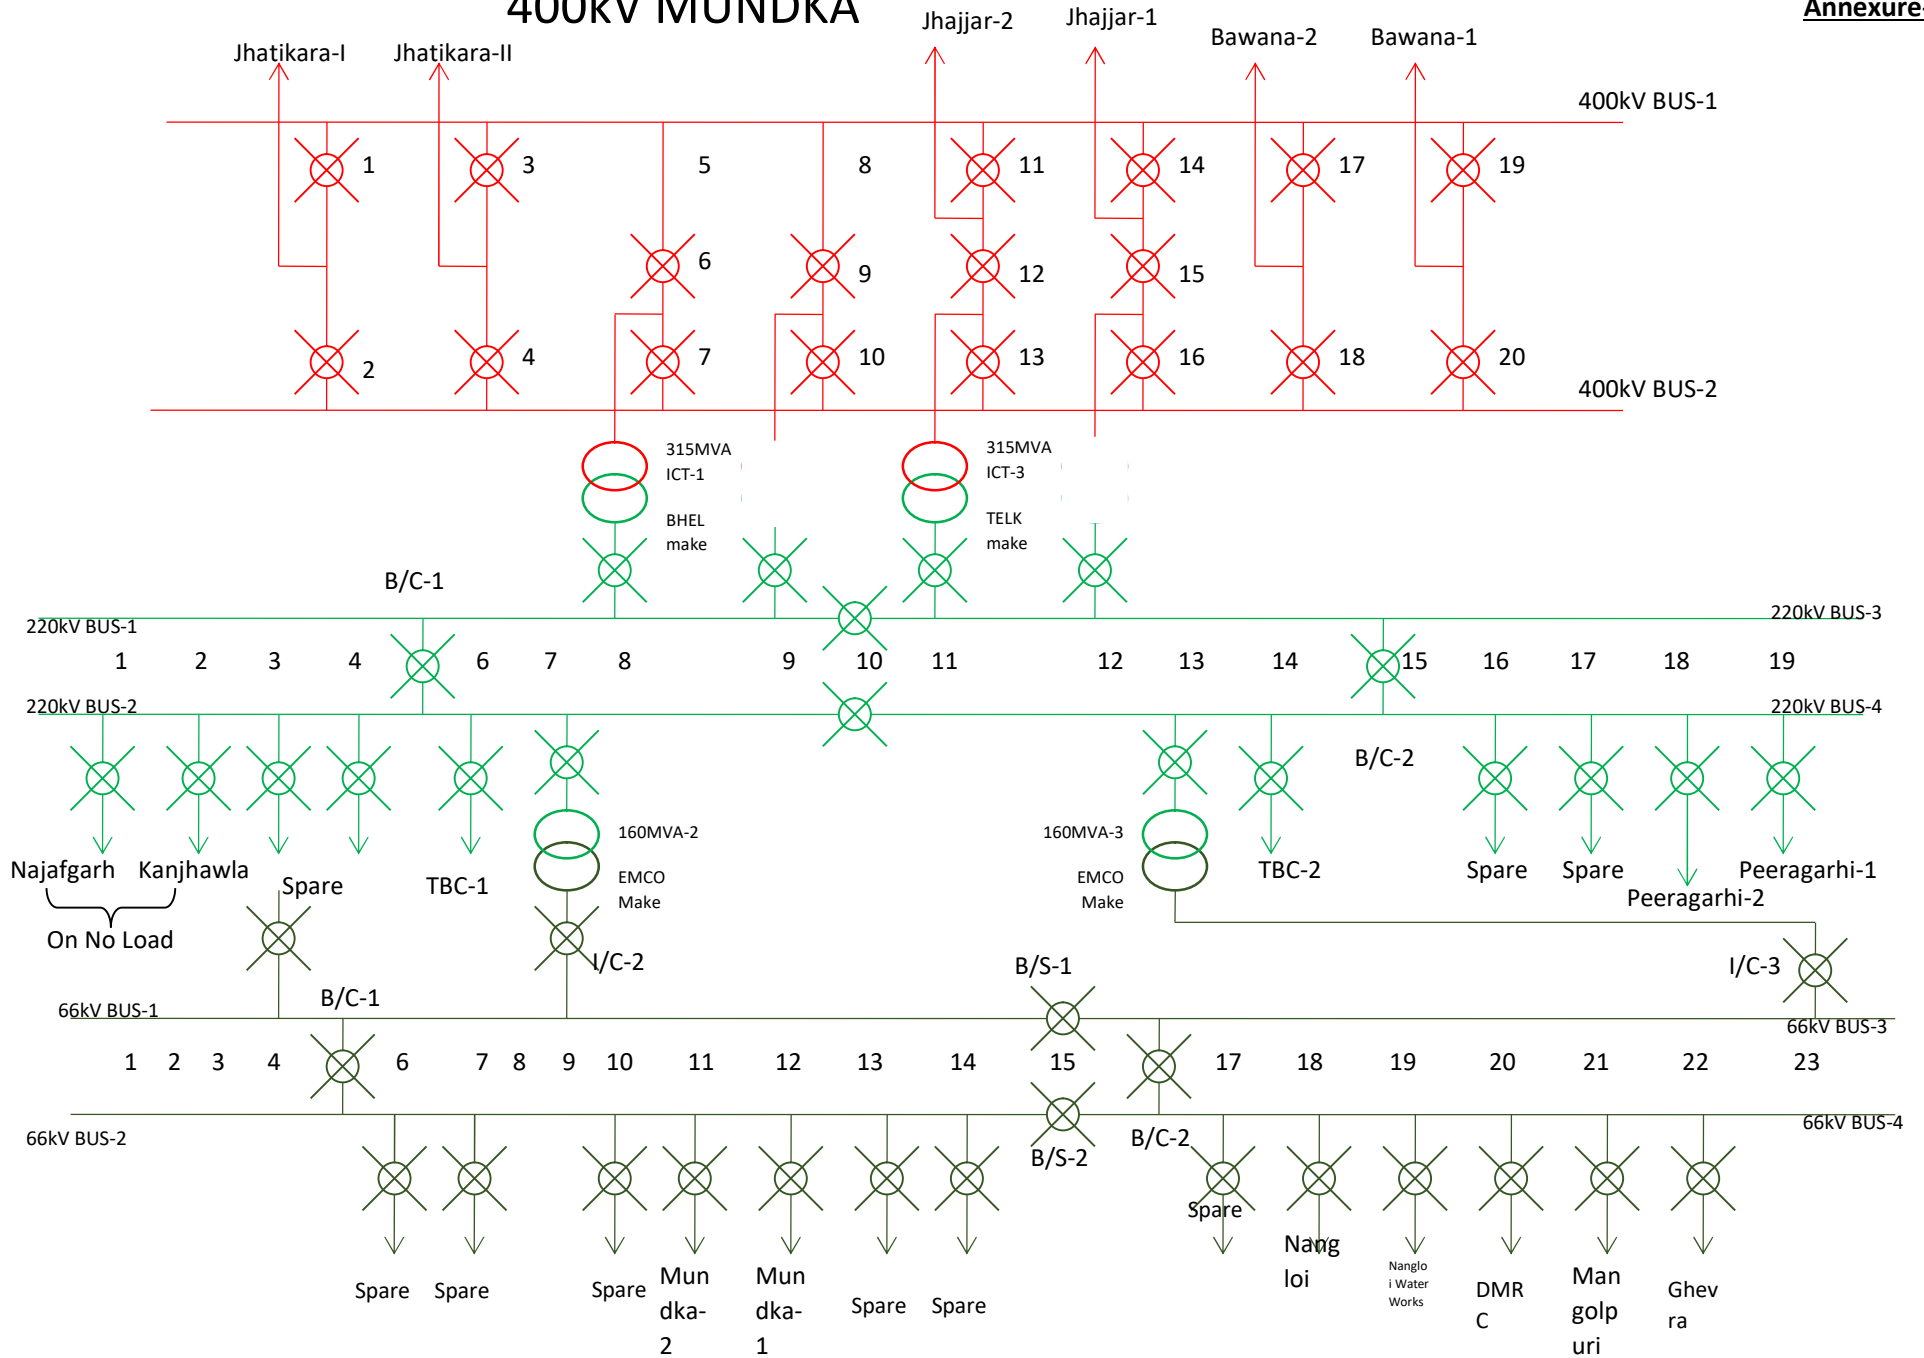 400kV MUNDKA
Annexure-
Jhatikara-I
Jhatikara-II
Jhajjar-2
Jhajjar-1
Bawana-2
Bawana-1
400kV BUS-1
1
3
5
8
11
14
17
19
6
9
12
15
2
4
7
10
13
16
18
20
400kV BUS-2
315MVA
ICT-1
BHEL
make
315MVA
ICT-3
TELK
make
B/C-1
220kV BUS-1
220kV BUS-3
1
2
3
4
6
7
8
9
10
11
12
13
14
15
16
17
18
19
220kV BUS-2
220kV BUS-4
B/C-2
160MVA-2
EMCO
Make
160MVA-3
EMCO
Make
Najafgarh
Kanjhawla
Spare
TBC-1
TBC-2
Spare
Spare
Peeragarhi-2
Peeragarhi-1
On No Load
I/C-2
I/C-3
B/C-1
B/S-1
66kV BUS-1
66kV BUS-3
1
2
3
4
6
7
8
9
10
11
12
13
14
15
17
18
19
20
21
22
23
66kV BUS-2
66kV BUS-4
B/S-2
B/C-2
Spare
Spare
Spare
Mun
dka-
2
Mun
dka-
1
Spare
Spare
Spare
Nang
loi
Nanglo
i Water
Works
DMR
C
Man
golp
uri
Ghev
ra